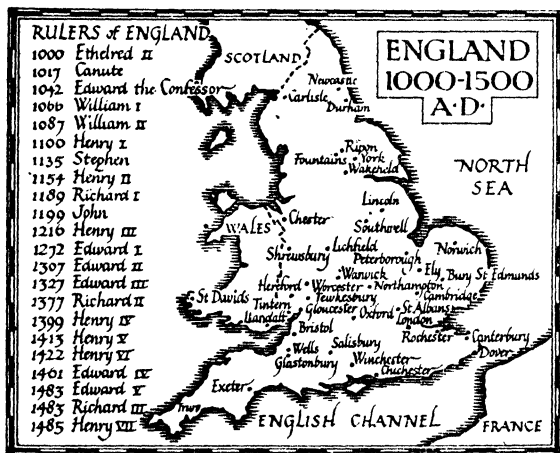 RULERS of ENGLAND
1000 Ethelred II
1017 Canute
1042 Edward the Confessor
1066 William I
1087 William II
1100 Henry I
1135 Stephen
1154 Henry II
1189 Richard I
1199 John
1216 Henry III
1272 Edward I
1307 Edward II
1327 Edward III
1377 Richard II
1399 Henry IV
1413 Henry V
1422 Henry VI
1461 Edward IV
1483 Edward V
1483 Richard III
1485 Henry VII
ENGLAND
1000-1500
A·D·
SCOTLAND
Newcastle
Carlisle
Durham
Ripon
Fountains
York
Wakefield
NORTH
SEA
Lincoln
Chester
Southwell
WALES
Shrewsbury
Lichfield
Peterborough
Norwich
Ely
Bury St Edmunds
Warwick
Hereford
Worcester
Northampton
Cambridge
St Davids
Tintern
Tewkesbury
Gloucester
Oxford
St Albans
Llandaff
London
Bristol
Rochester
Canterbury
Dover
Wells
Salisbury
Glastonbury
Winchester
Chichester
Exeter
Truro
ENGLISH CHANNEL
FRANCE